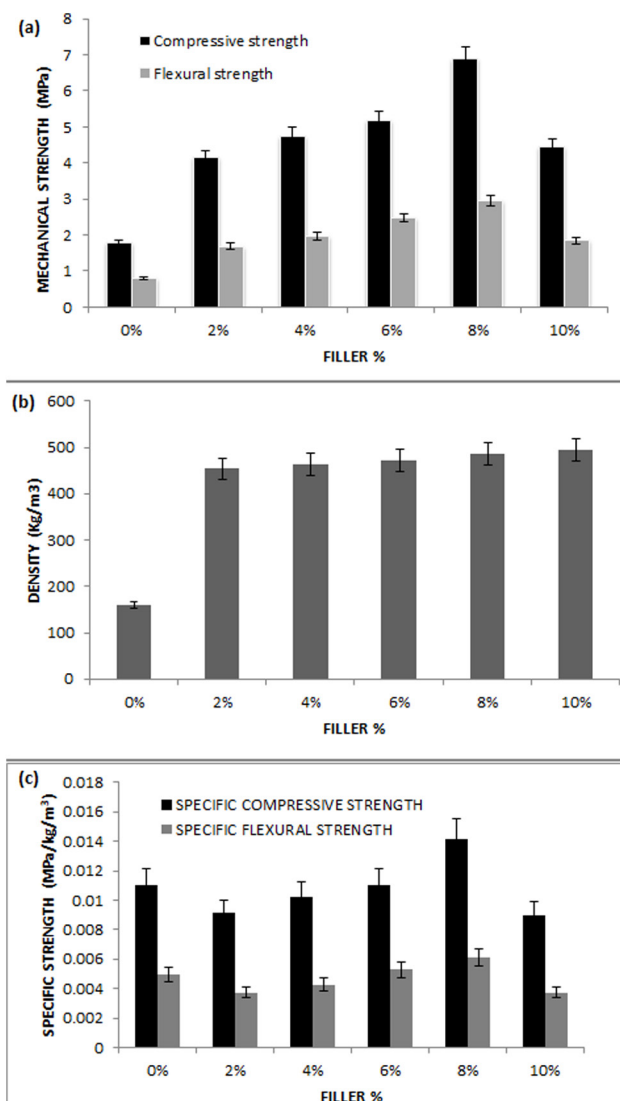 (a)
Compressive strength
Flexural strength
MECHANICAL STRENGTH (MPa)
8
7
6
5
4
3
2
1
0
0% 2% 4% 6% 8% 10%
FILLER %
(b)
DENSITY (Kg/m3)
600
500
400
300
200
100
0
0% 2% 4% 6% 8% 10%
FILLER %
(c)
SPECIFIC COMPRESSIVE STRENGTH
SPECIFIC FLEXURAL STRENGTH
SPECIFIC STRENGTH (MPa/kg/m³)
0.018
0.016
0.014
0.012
0.01
0.008
0.006
0.004
0.002
0
0% 2% 4% 6% 8% 10%
FILLER %